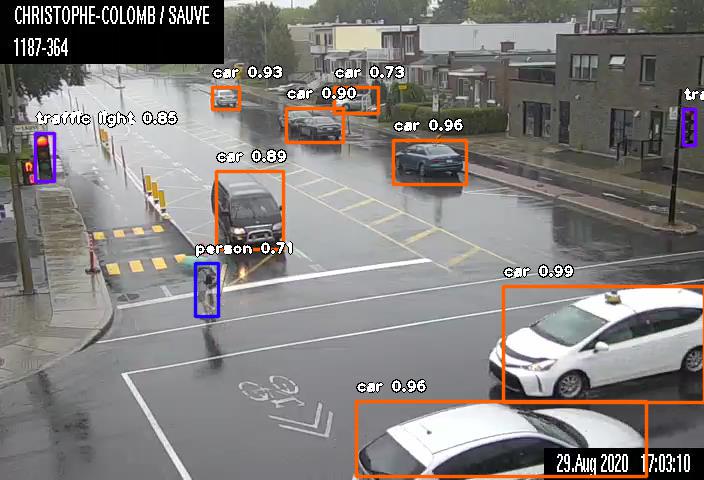 CHRISTOPHE-COLOMB / SAUVE
1187-364
car 0.93
car 0.73
car 0.90
tra
traffic light 0.85
car 0.96
car 0.89
person 0.71
car 0.99
car 0.96
29.Aug 2020 17:03:10